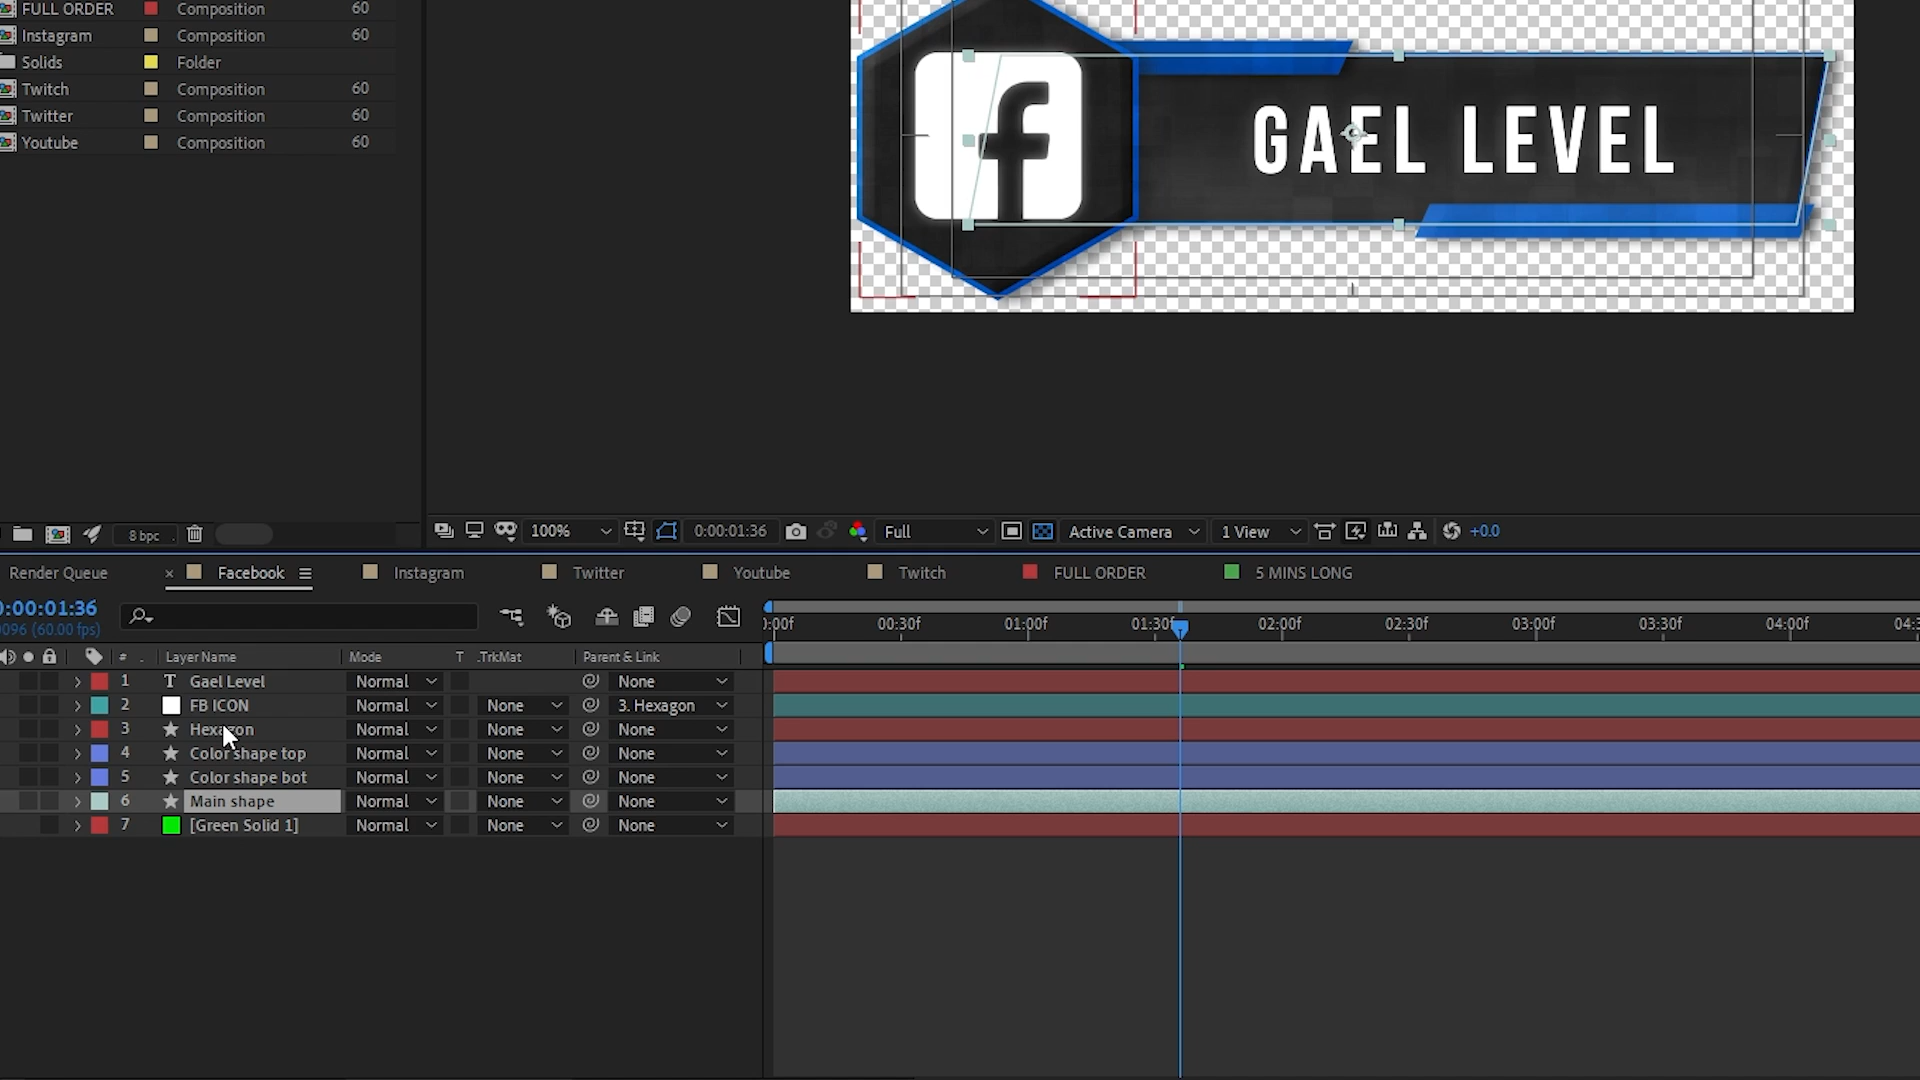 FULL ORDER Composition 60
Instagram Composition 60
Solids Folder
Twitch Composition 60
Twitter Composition 60
Youtube Composition 60
f
GAEL LEVEL
8 bpc
100% 0:00:01:36 Full Active Camera 1 View +0.0
Render Queue × Facebook Instagram Twitter Youtube Twitch FULL ORDER 5 MINS LONG
0:00:01:36
0096 (60.00 fps)
:00f 00:30f 01:00f 01:30f 02:00f 02:30f 03:00f 03:30f 04:00f 04:3
# Layer Name Mode T .TrkMat Parent & Link
1 T Gael Level Normal None
2 FB ICON Normal None 3. Hexagon
3 Hexagon Normal None None
4 Color shape top Normal None None
5 Color shape bot Normal None None
6 Main shape Normal None None
7 [Green Solid 1] Normal None None